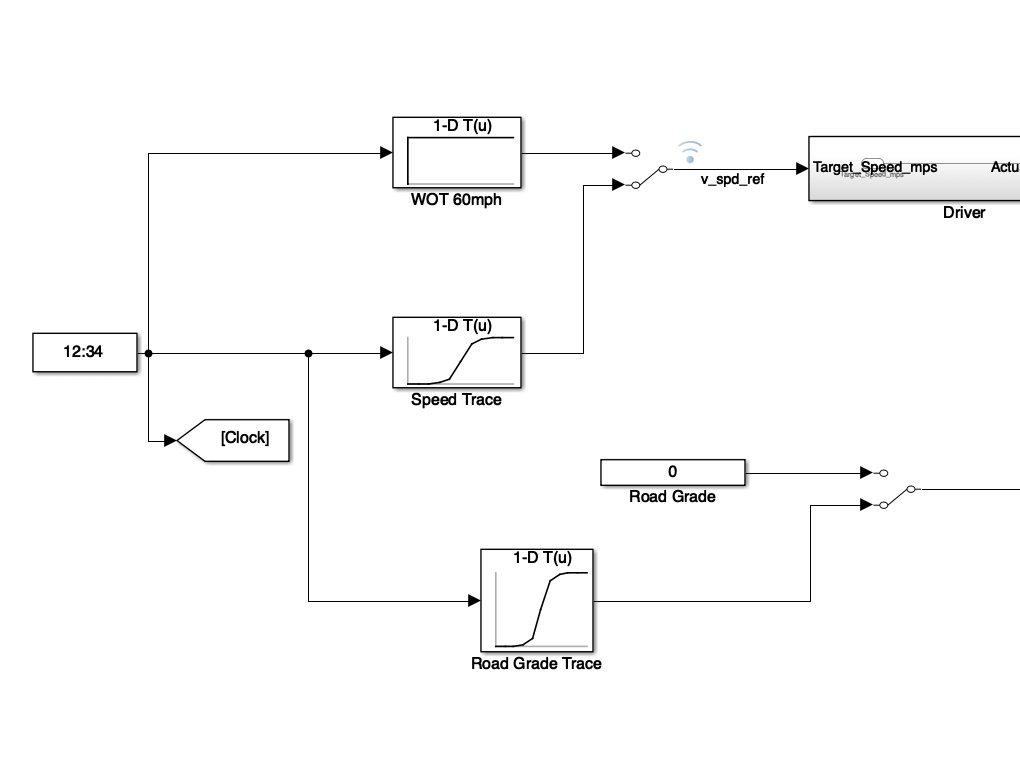 1-D T(u)
WOT 60mph
v_spd_ref
Target_Speed_mps
Target_Speed_mps
Actu
Driver
12:34
1-D T(u)
Speed Trace
[Clock]
0
Road Grade
1-D T(u)
Road Grade Trace